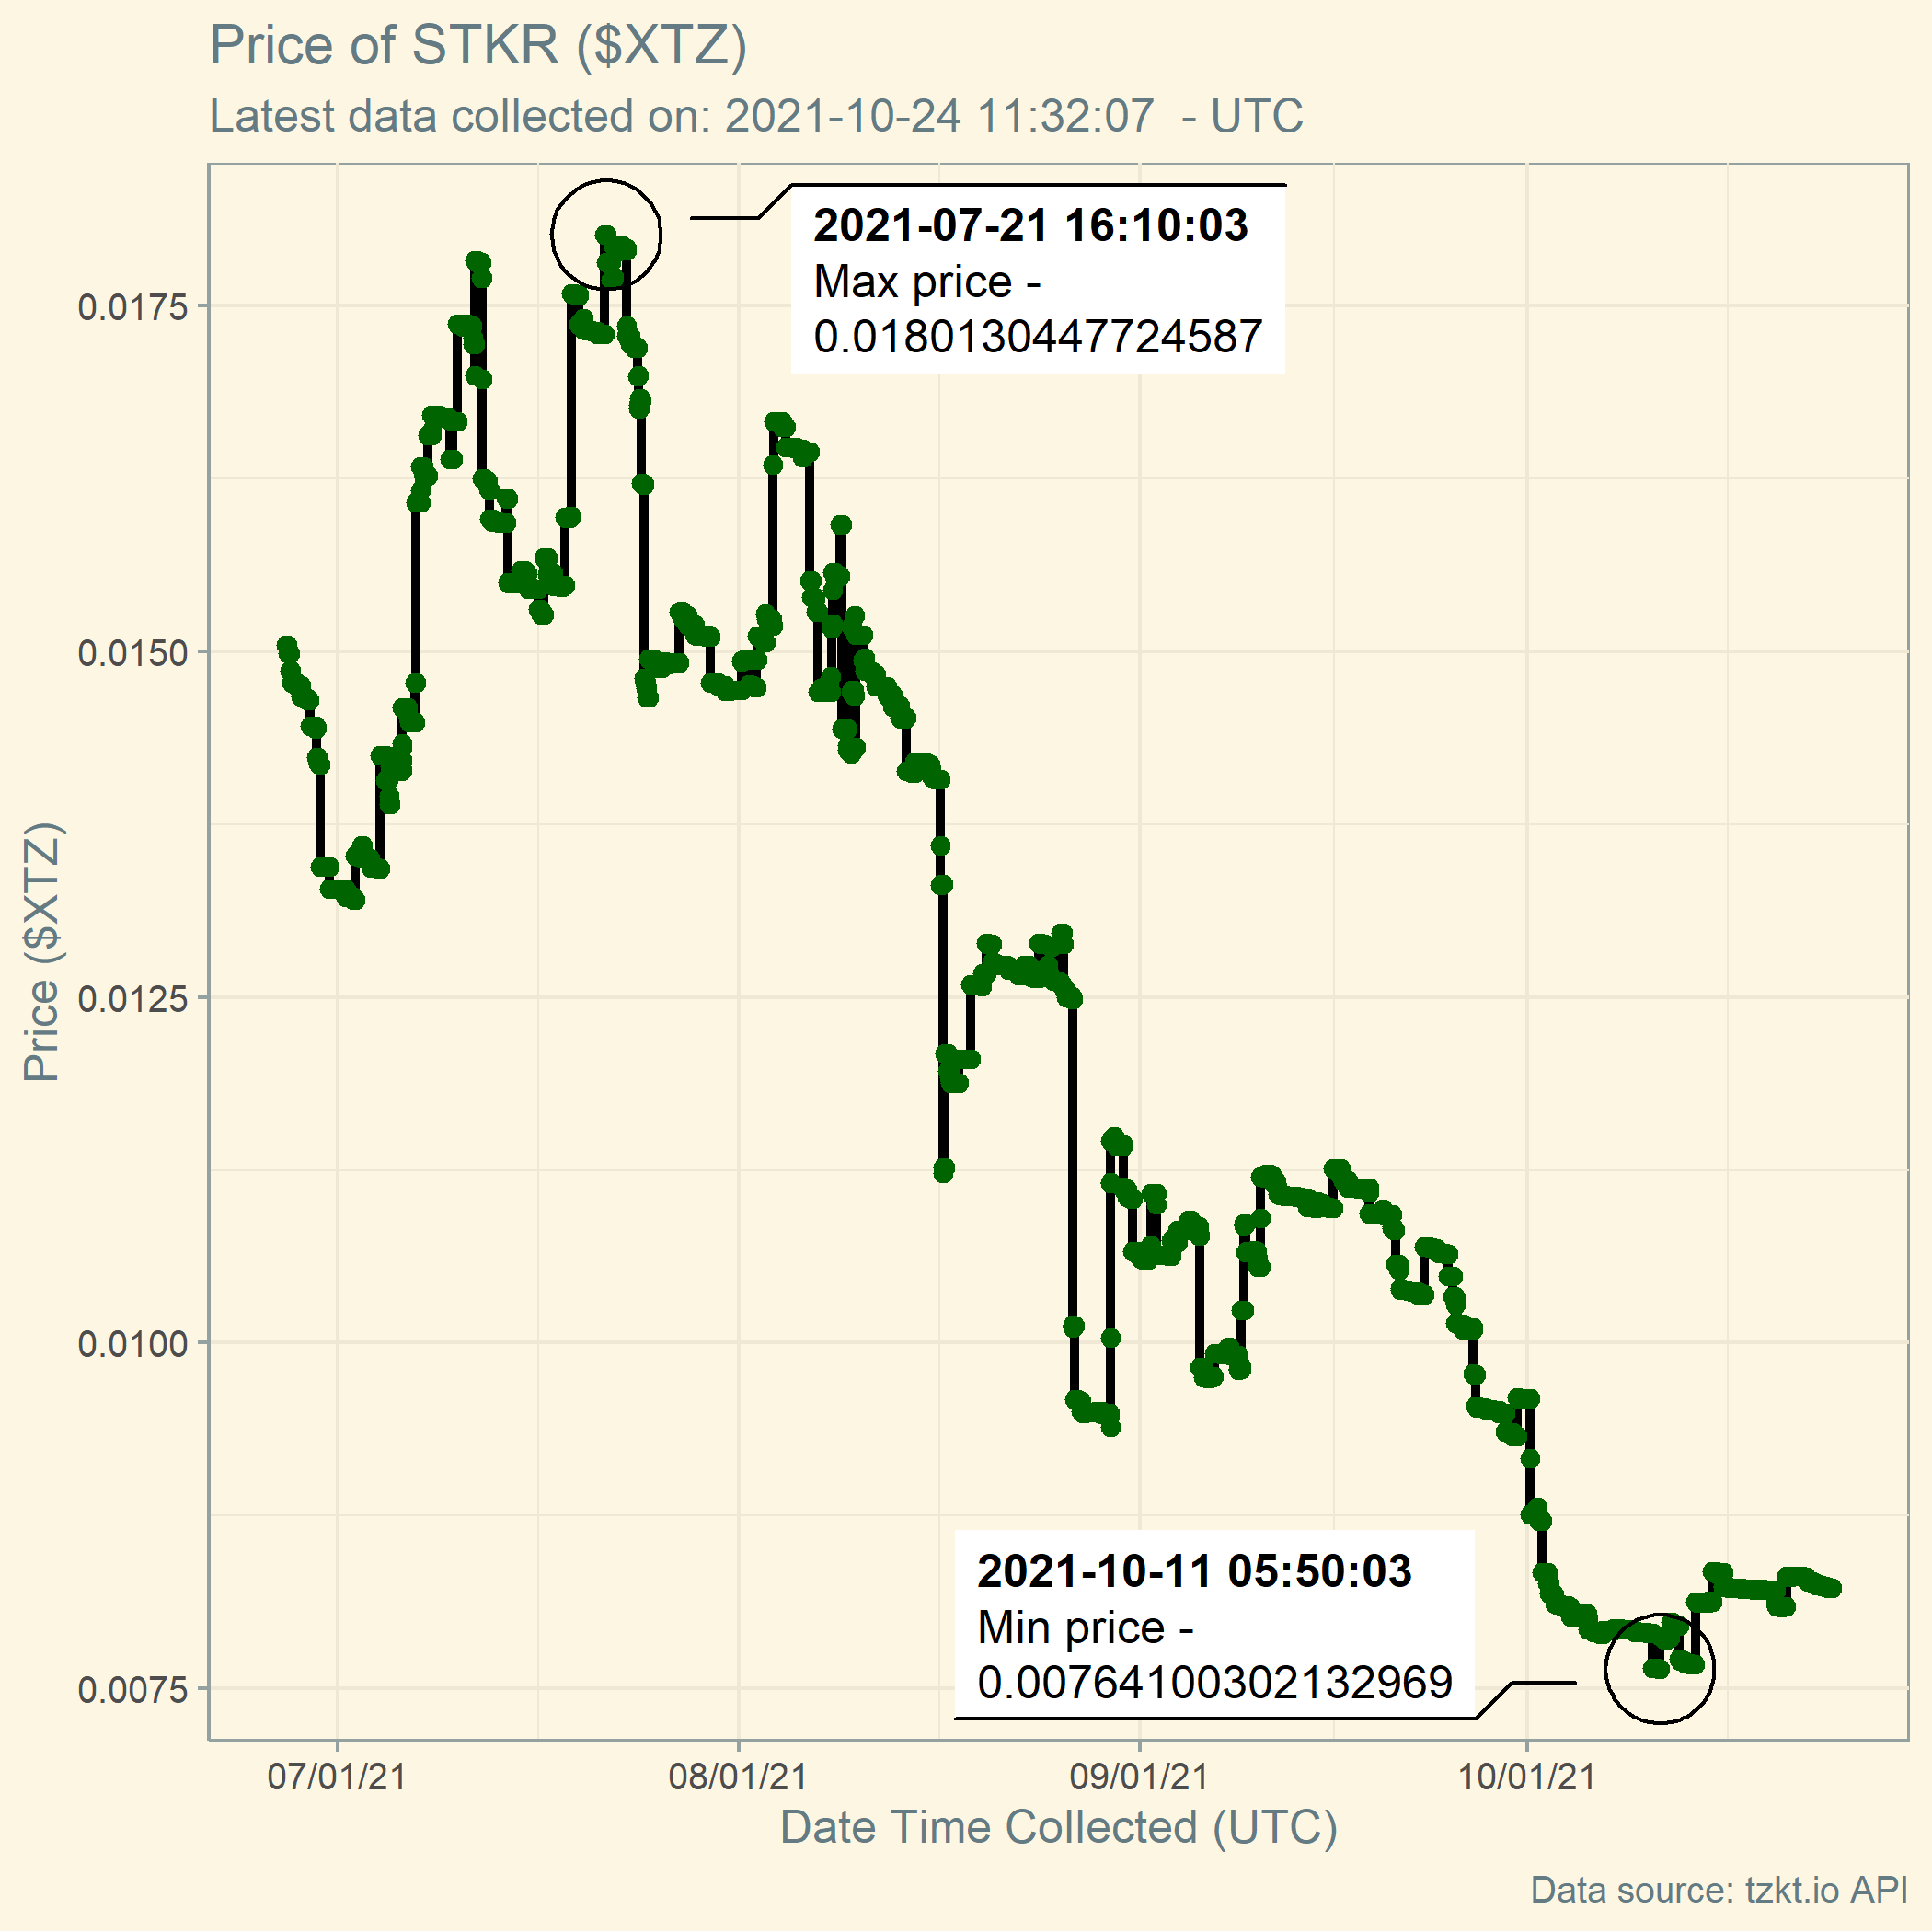 Price of STKR ($XTZ)
Latest data collected on: 2021-10-24 11:32:07  - UTC
2021-07-21 16:10:03
Max price -
0.0180130447724587
0.0175
0.0150
0.0125
0.0100
0.0075
Price ($XTZ)
2021-10-11 05:50:03
Min price -
0.00764100302132969
07/01/21
08/01/21
09/01/21
10/01/21
Date Time Collected (UTC)
Data source: tzkt.io API